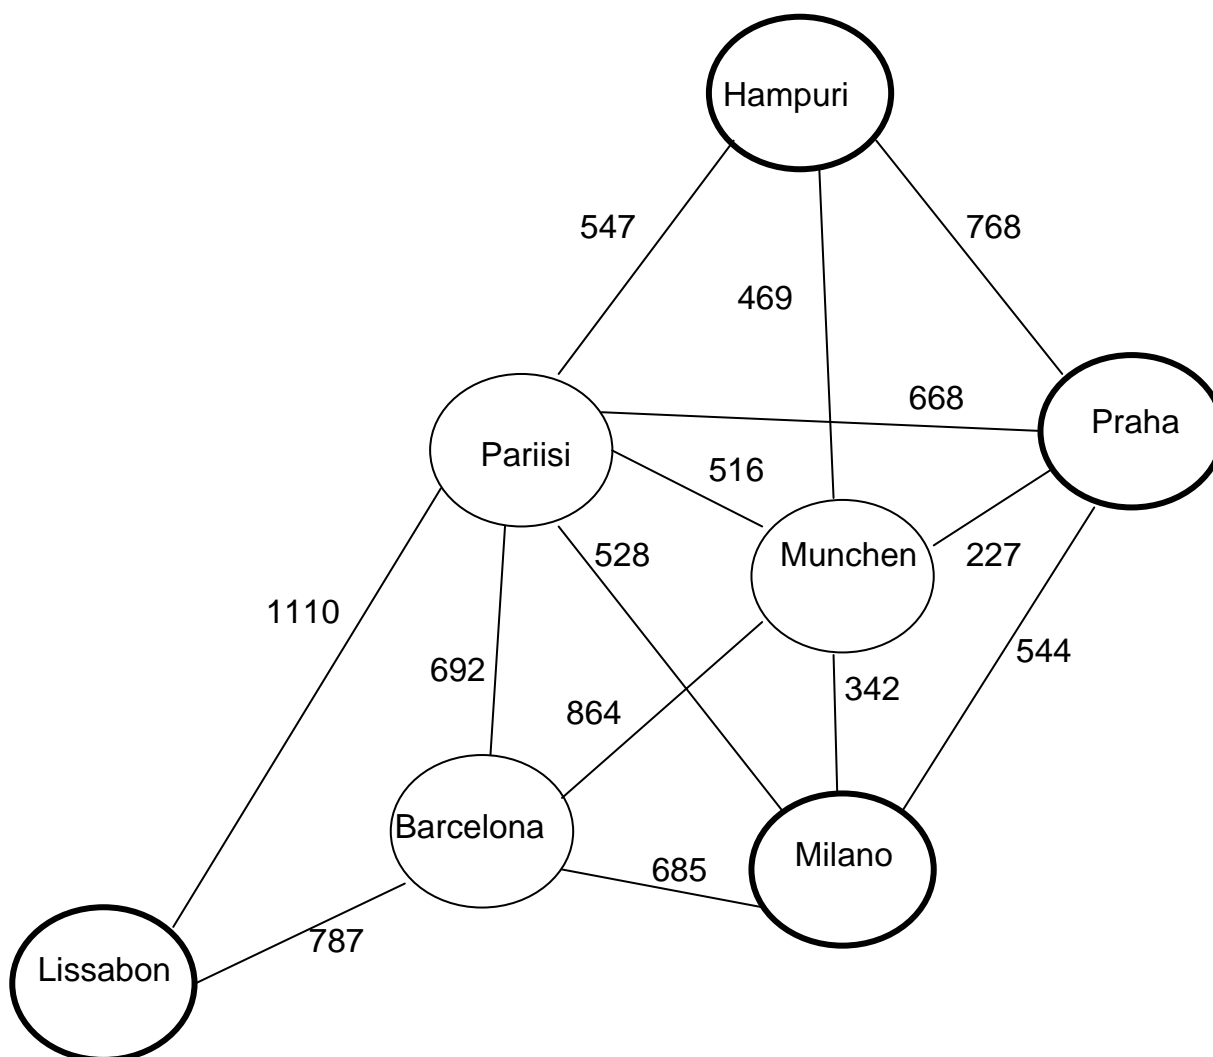 Hampuri
547
768
469
668
Praha
Pariisi
516
528
Munchen
227
1110
692
544
342
864
Barcelona
Milano
685
787
Lissabon